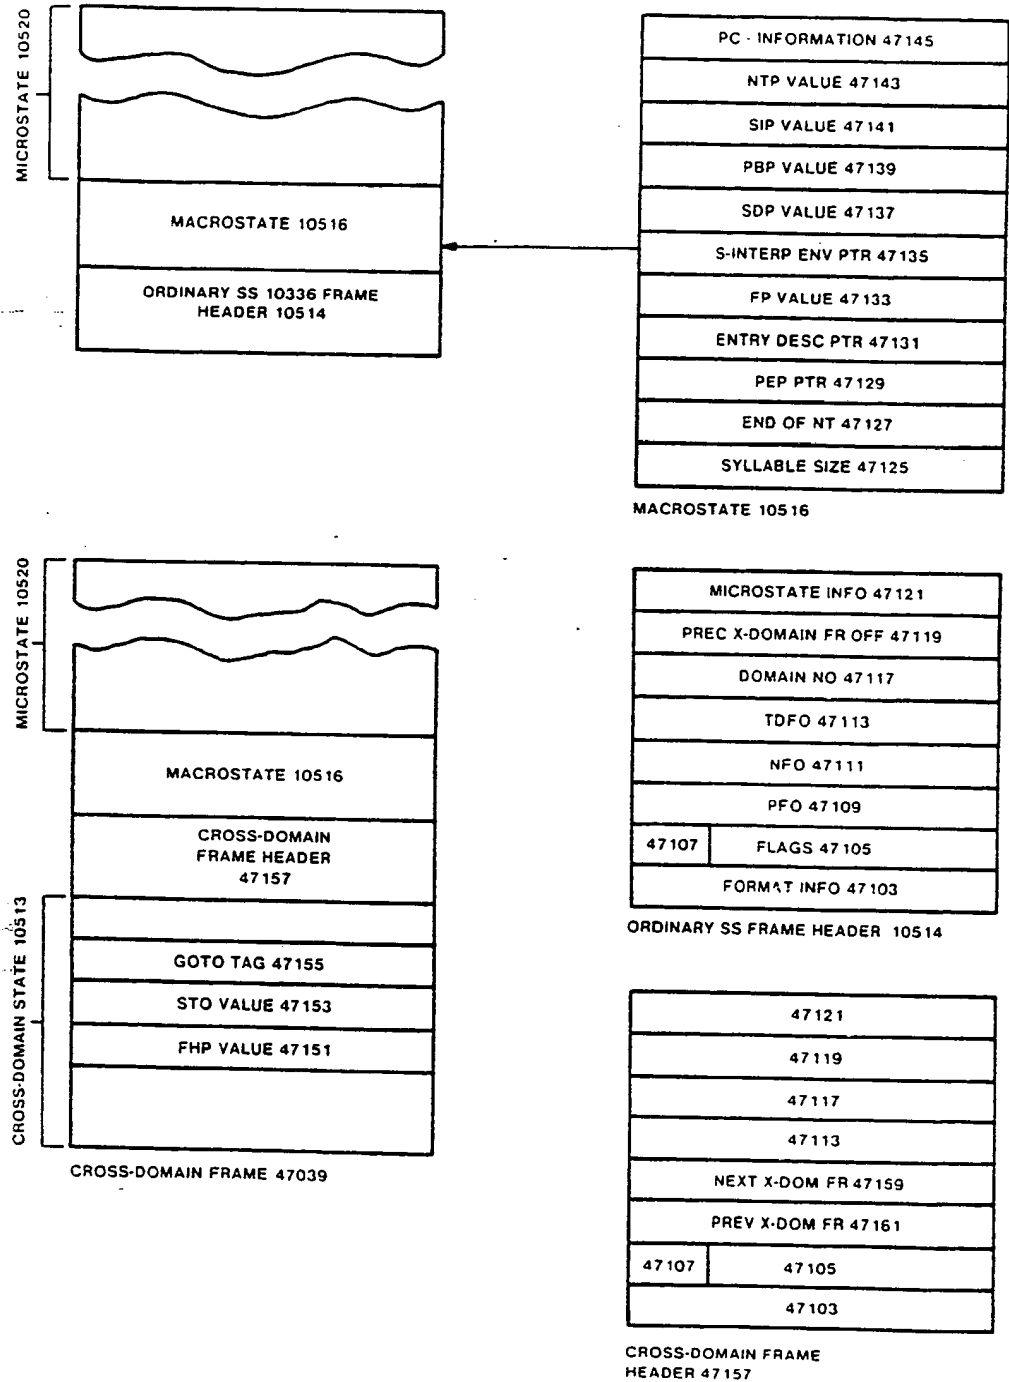 MICROSTATE 10520
MACROSTATE 10516
ORDINARY SS 10336 FRAME
HEADER 10514
PC - INFORMATION 47145
NTP VALUE 47143
SIP VALUE 47141
PBP VALUE 47139
SDP VALUE 47137
S-INTERP ENV PTR 47135
FP VALUE 47133
ENTRY DESC PTR 47131
PEP PTR 47129
END OF NT 47127
SYLLABLE SIZE 47125
MACROSTATE 10516
MICROSTATE 10520
MACROSTATE 10516
CROSS-DOMAIN
FRAME HEADER
47157
CROSS-DOMAIN STATE 10513
GOTO TAG 47155
STO VALUE 47153
FHP VALUE 47151
CROSS-DOMAIN FRAME 47039
MICROSTATE INFO 47121
PREC X-DOMAIN FR OFF 47119
DOMAIN NO 47117
TDFO 47113
NFO 47111
PFO 47109
47107
FLAGS 47105
FORMAT INFO 47103
ORDINARY SS FRAME HEADER 10514
47121
47119
47117
47113
NEXT X-DOM FR 47159
PREV X-DOM FR 47161
47107
47105
47103
CROSS-DOMAIN FRAME
HEADER 47157